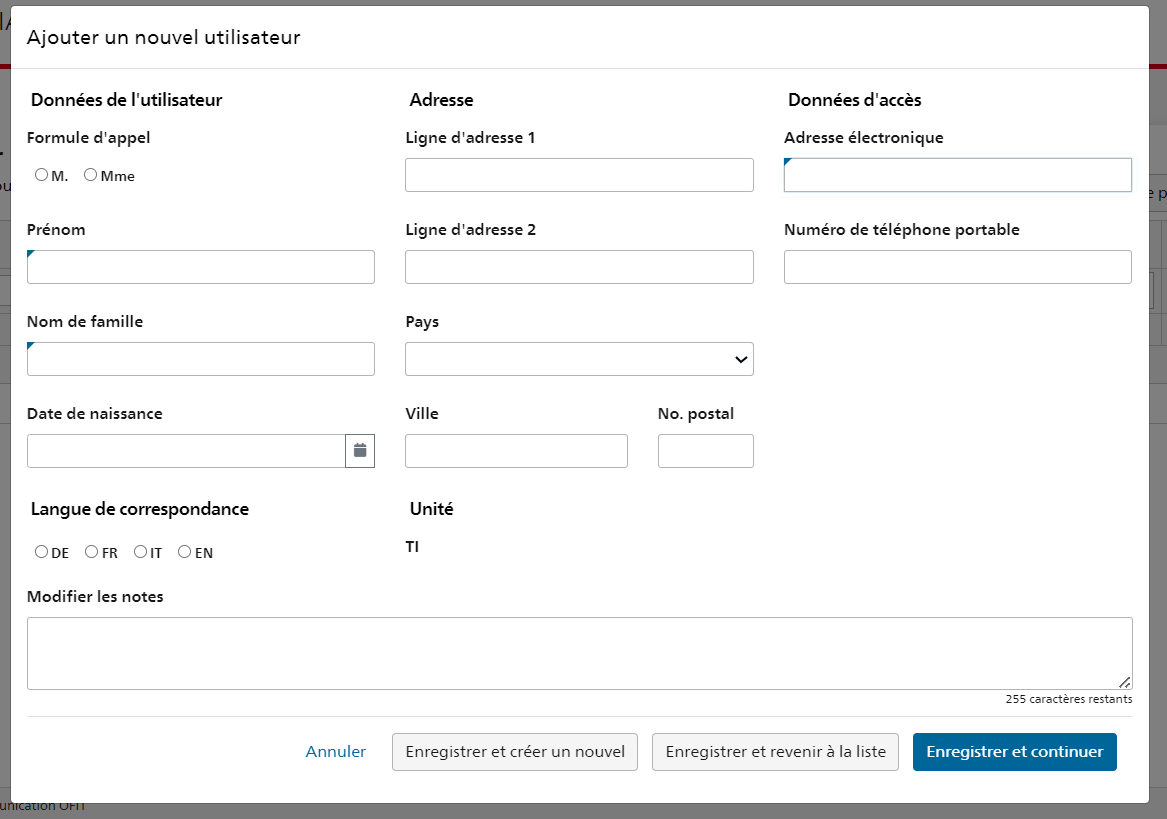 Ajouter un nouvel utilisateur
Données de l'utilisateur
Adresse
Données d'accès
Formule d'appel
Ligne d'adresse 1
Adresse électronique
M. Mme
Prénom
Ligne d'adresse 2
Numéro de téléphone portable
Nom de famille
Pays
Date de naissance
Ville
No. postal
Langue de correspondance
Unité
DE FR IT EN
TI
Modifier les notes
255 caractères restants
Annuler
Enregistrer et créer un nouvel
Enregistrer et revenir à la liste
Enregistrer et continuer
OFIT